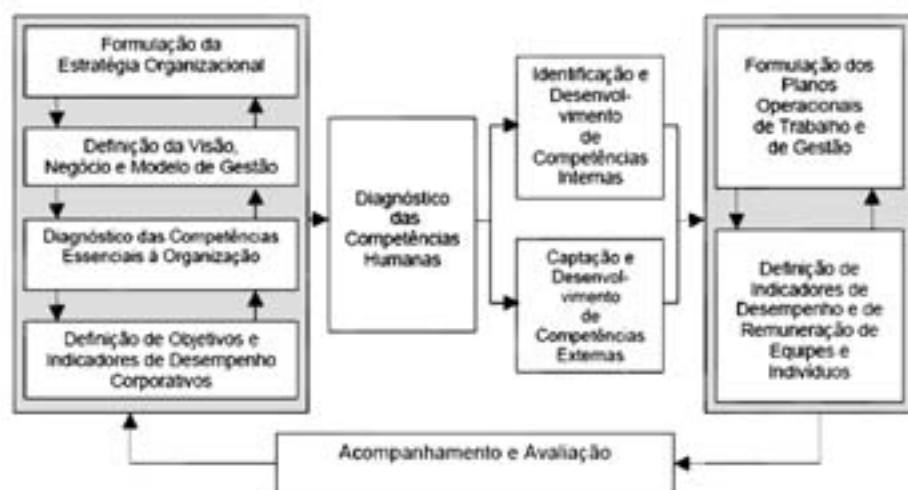 Formulação da
Estratégia Organizacional
Definição da Visão,
Negócio e Modelo de Gestão
Diagnóstico das Competências
Essenciais à Organização
Definição de Objetivos e
Indicadores de Desempenho
Corporativos
Diagnóstico
das
Competências
Humanas
Identificação e
Desenvol-
vimento
de
Competências
Internas
Captação e
Desenvol-
vimento
de
Competências
Externas
Formulação dos
Planos
Operacionais
de Trabalho e
de Gestão
Definição de
Indicadores de
Desempenho e de
Remuneração de
Equipes e
Indivíduos
Acompanhamento e Avaliação